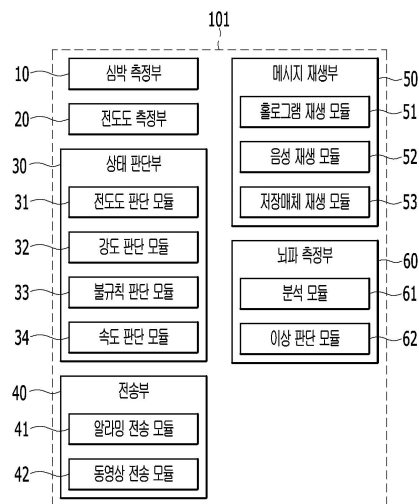 101
10 심박 측정부
20 전도도 측정부
30 상태 판단부
31 전도도 판단 모듈
32 강도 판단 모듈
33 불규칙 판단 모듈
34 속도 판단 모듈
40 전송부
41 알라밍 전송 모듈
42 동영상 전송 모듈
메시지 재생부 50
홀로그램 재생 모듈 51
음성 재생 모듈 52
저장매체 재생 모듈 53
뇌파 측정부 60
분석 모듈 61
이상 판단 모듈 62